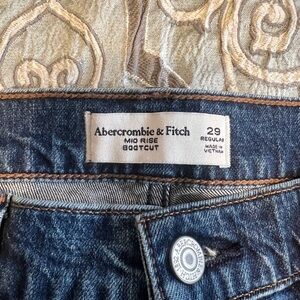 Abercrombie & Fitch
MID RISE
BOOTCUT
29
REGULAR
MADE IN
VIETNAM